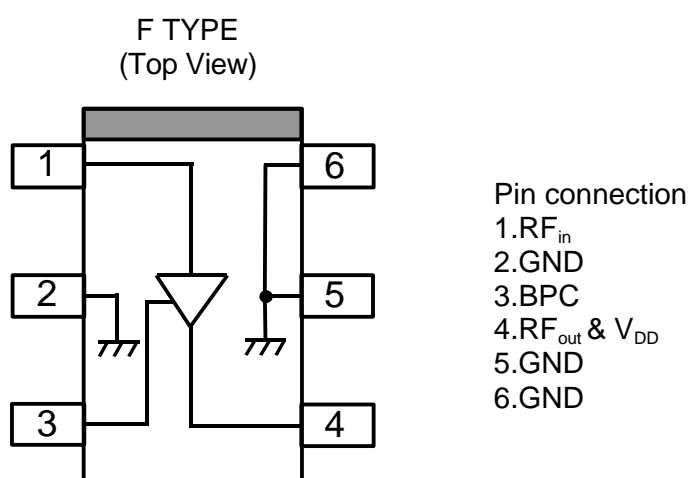 F TYPE
(Top View)
1
6
2
5
3
4
Pin connection
1.RFin
2.GND
3.BPC
4.RFout & VDD
5.GND
6.GND